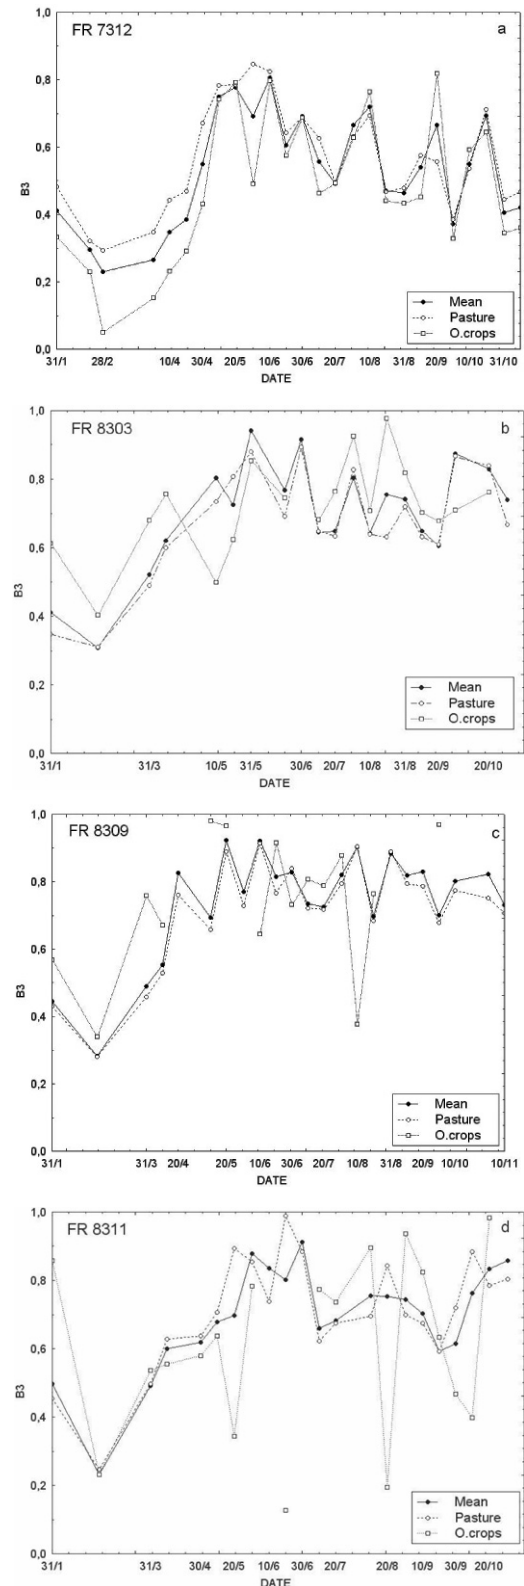 FR 7312
a
1,0
0,8
0,6
B3
0,4
0,2
0,0
Mean
Pasture
O.crops
31/1 28/2 10/4 30/4 20/5 10/6 30/6 20/7 10/8 31/8 20/9 10/10 31/10
DATE
FR 8303
b
1,0
0,8
0,6
B3
0,4
0,2
0,0
Mean
Pasture
O.crops
31/1 31/3 10/5 31/5 30/6 20/7 10/8 31/8 20/9 20/10
DATE
FR 8309
c
1,0
0,8
0,6
B3
0,4
0,2
0,0
Mean
Pasture
O.crops
31/1 31/3 20/4 20/5 10/6 30/6 20/7 10/8 31/8 20/9 10/10 10/11
DATE
FR 8311
d
1,0
0,8
0,6
B3
0,4
0,2
0,0
Mean
Pasture
O.crops
31/1 31/3 30/4 20/5 10/6 30/6 20/7 20/8 10/9 30/9 20/10
DATE